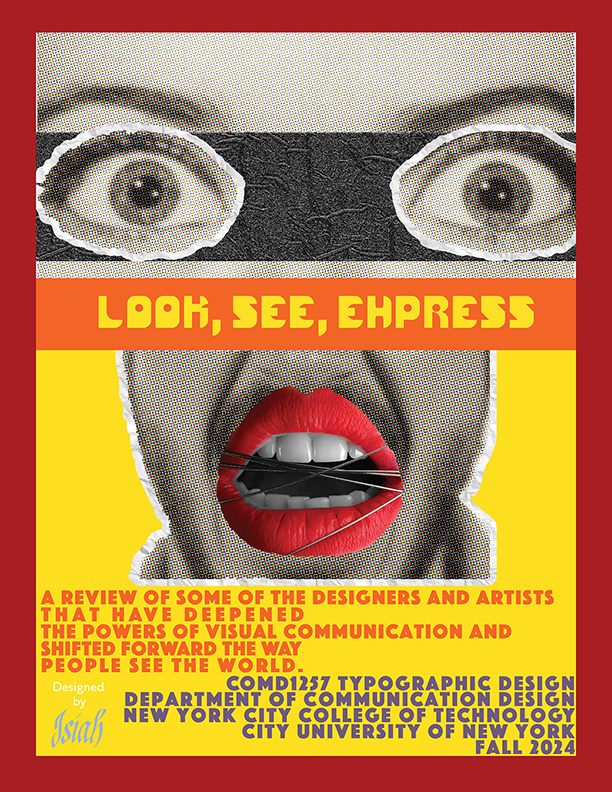 LOOK, SEE, EXPRESS
A REVIEW OF SOME OF THE DESIGNERS AND ARTISTS
THAT HAVE DEEPENED
THE POWERS OF VISUAL COMMUNICATION AND
SHIFTED FORWARD THE WAY
PEOPLE SEE THE WORLD.
COMD1257 TYPOGRAPHIC DESIGN
DEPARTMENT OF COMMUNICATION DESIGN
NEW YORK CITY COLLEGE OF TECHNOLOGY
CITY UNIVERSITY OF NEW YORK
FALL 2024
Designed
by
Isiah